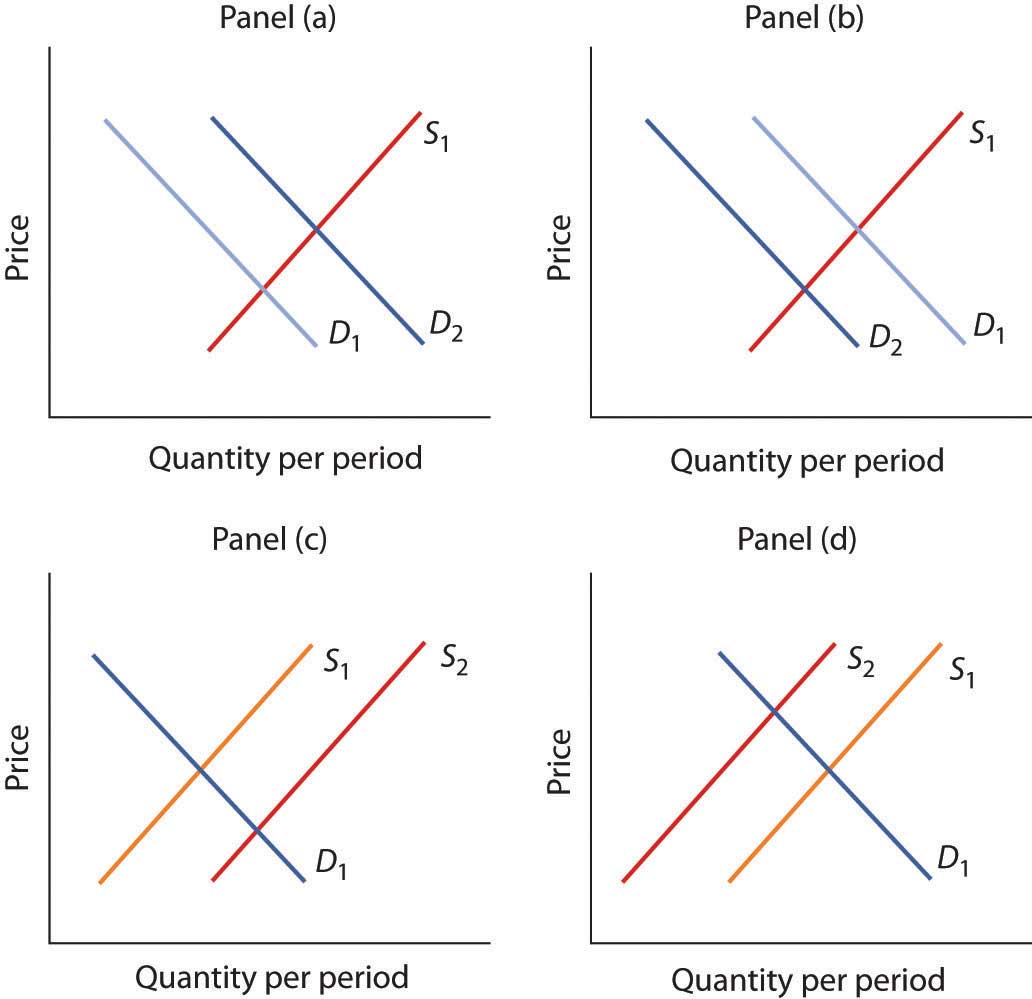 Panel (a)
Price
S1
D1
D2
Quantity per period
Panel (b)
Price
S1
D2
D1
Quantity per period
Panel (c)
Price
S1
S2
D1
Quantity per period
Panel (d)
Price
S2
S1
D1
Quantity per period